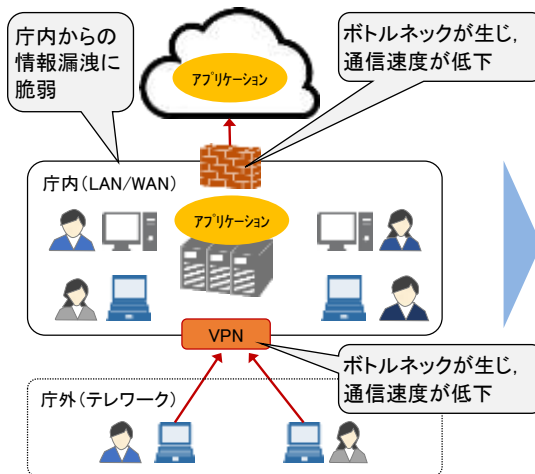 庁内からの
情報漏洩に
脆弱
ボトルネックが生じ,
通信速度が低下
アプリケーション
庁内(LAN/WAN)
アプリケーション
VPN
ボトルネックが生じ,
通信速度が低下
庁外(テレワーク)